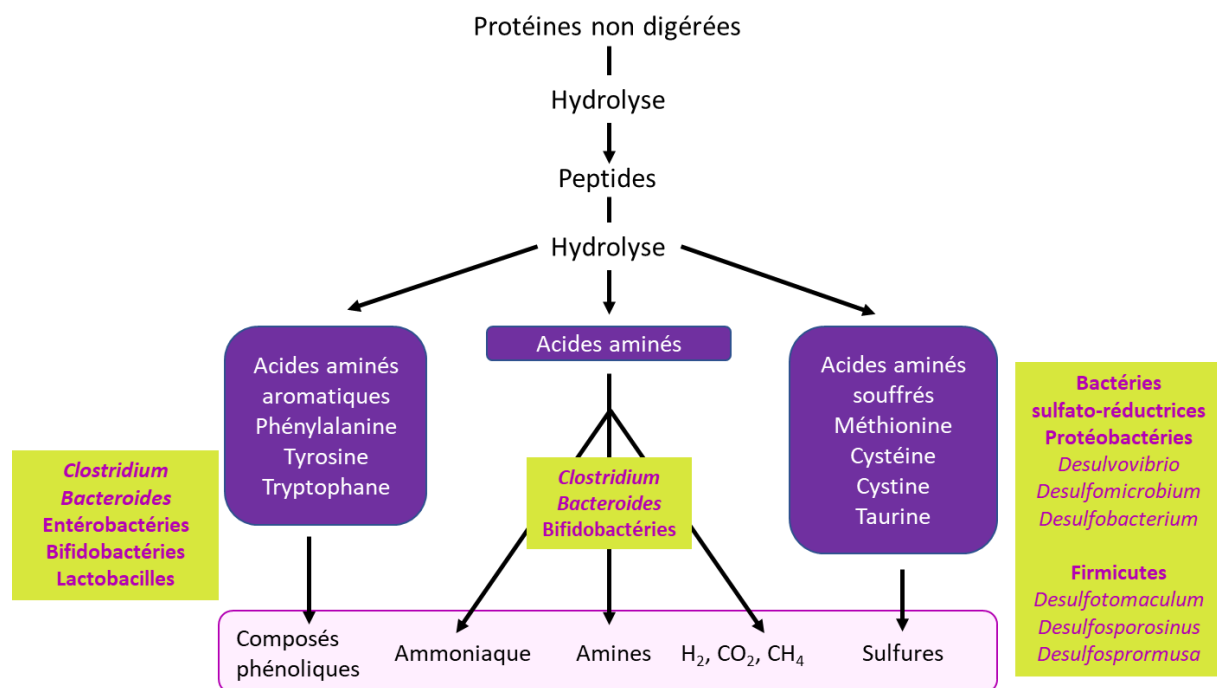 Protéines non digérées
Hydrolyse
Peptides
Hydrolyse
Acides aminés
aromatiques
Phénylalanine
Tyrosine
Tryptophane
Acides aminés
Acides aminés
souffrés
Méthionine
Cystéine
Cystine
Taurine
Clostridium
Bacteroides
Entérobactéries
Bifidobactéries
Lactobacilles
Clostridium
Bacteroides
Bifidobactéries
Bactéries
sulfato-réductrices
Protéobactéries
Desulvovibrio
Desulfomicrobium
Desulfobacterium
Firmicutes
Desulfotomaculum
Desulfosporosinus
Desulfosprormusa
Composés
phénoliques
Ammoniaque
Amines
H₂, CO₂, CH₄
Sulfures